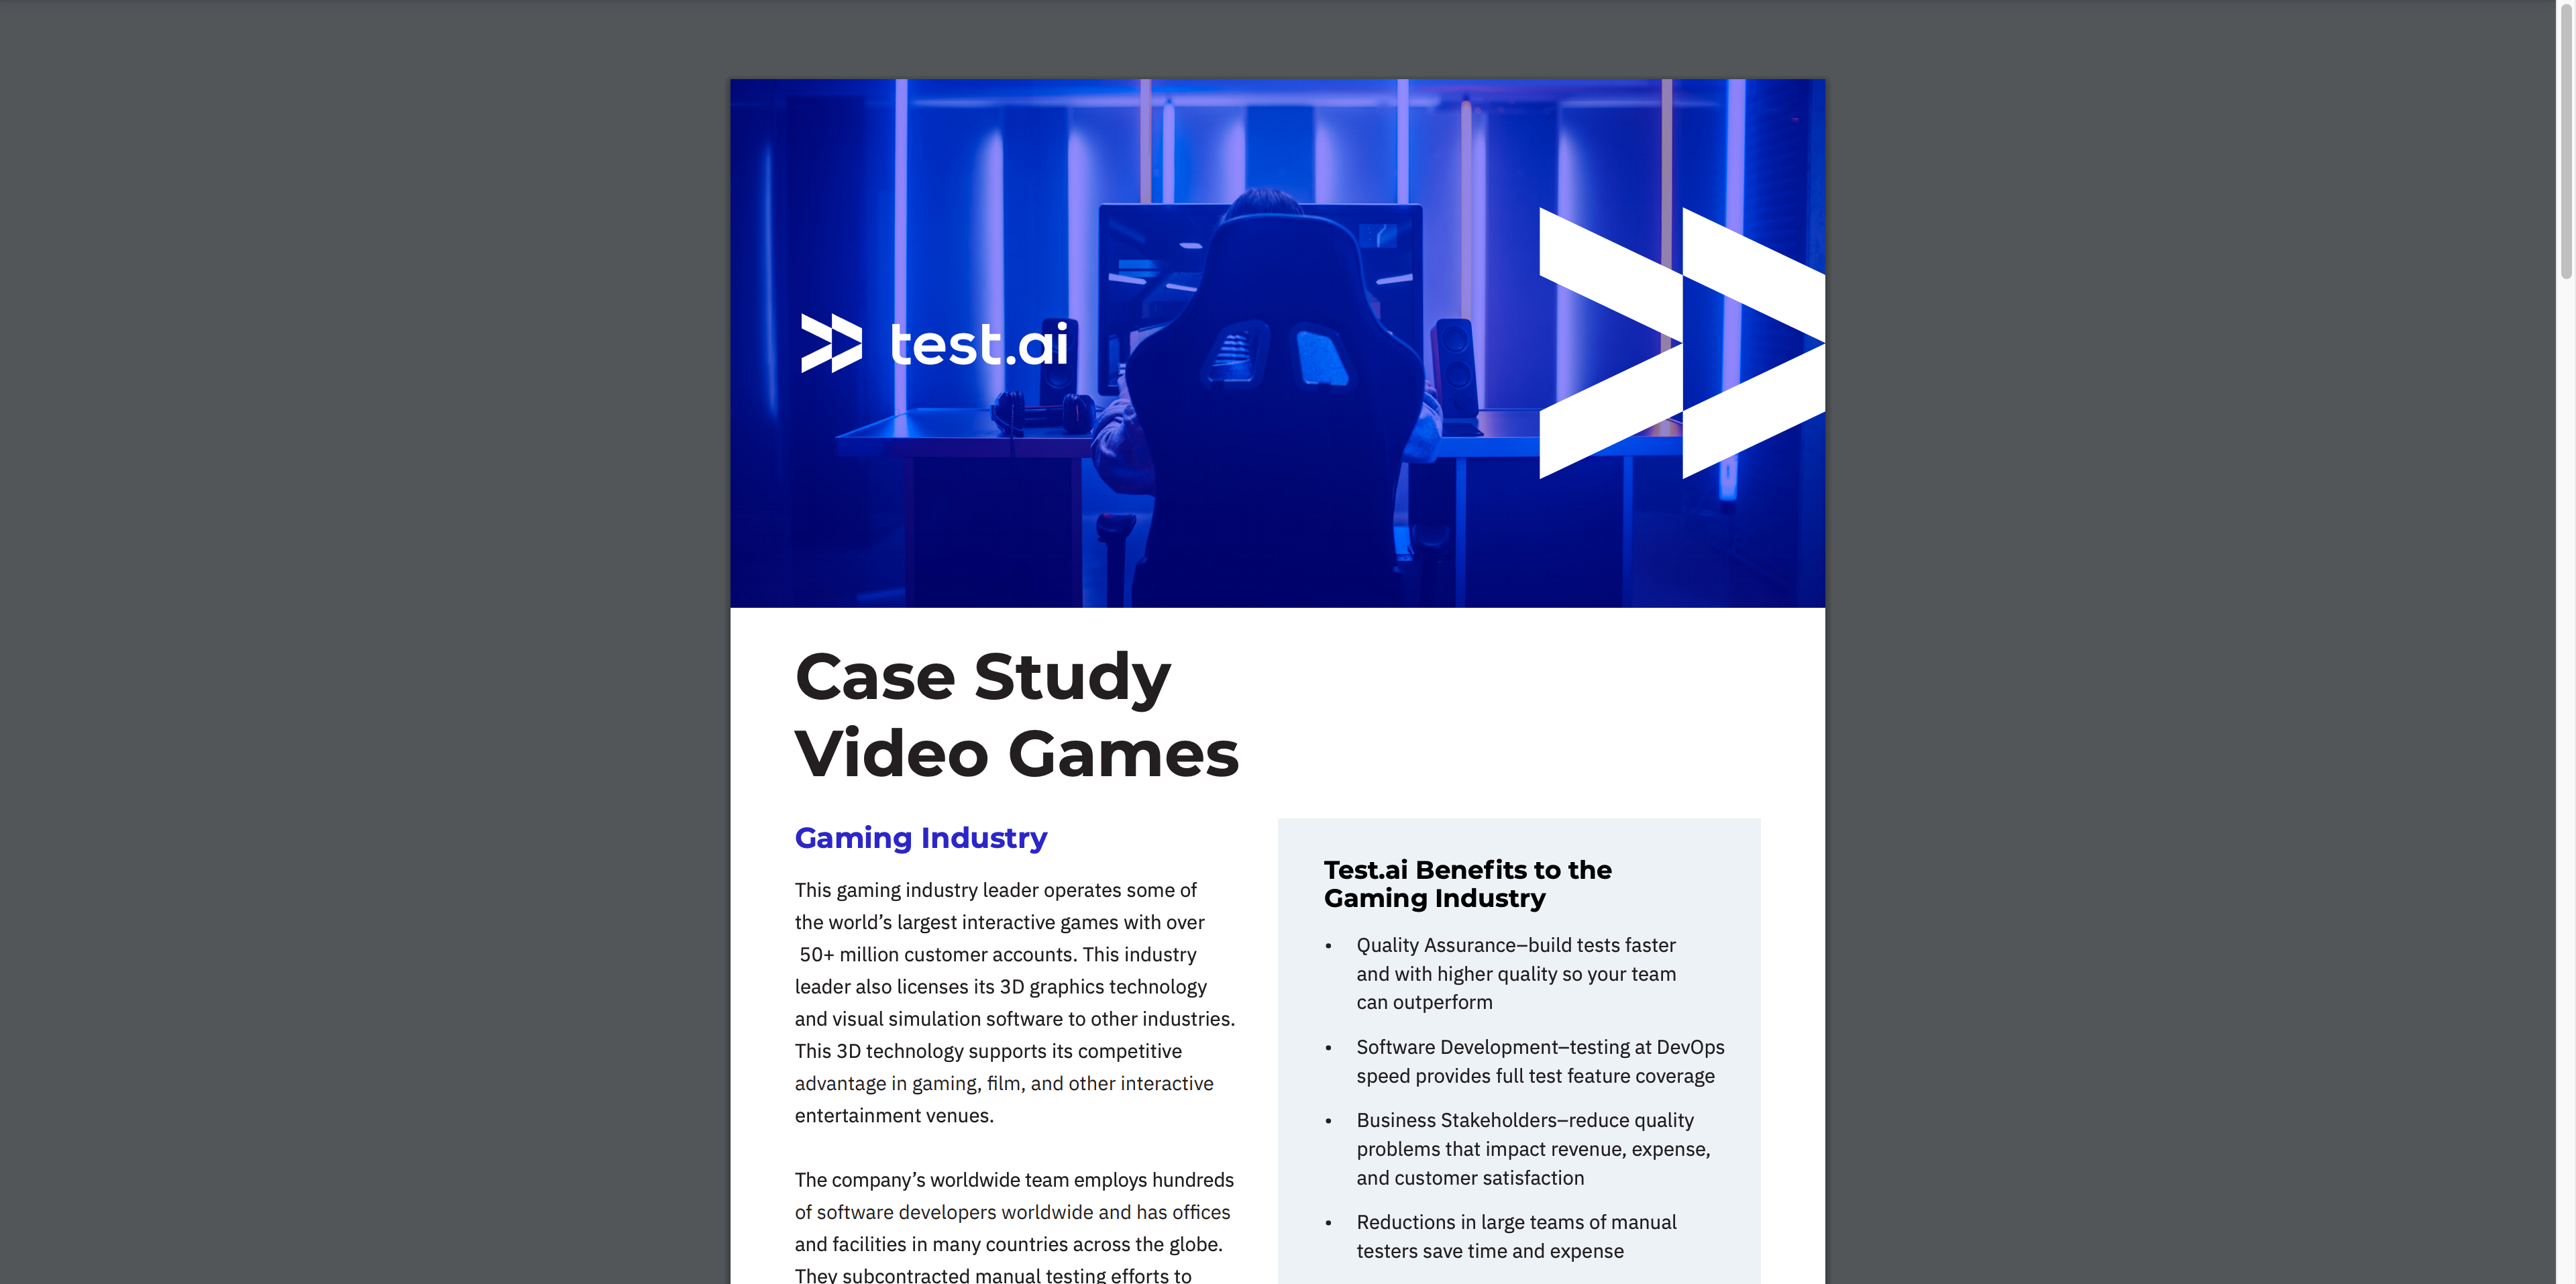 test.ai
Case Study
Video Games
Gaming Industry
This gaming industry leader operates some of
the world’s largest interactive games with over
50+ million customer accounts. This industry
leader also licenses its 3D graphics technology
and visual simulation software to other industries.
This 3D technology supports its competitive
advantage in gaming, film, and other interactive
entertainment venues.
The company’s worldwide team employs hundreds
of software developers worldwide and has offices
and facilities in many countries across the globe.
They subcontracted manual testing efforts to
Test.ai Benefits to the
Gaming Industry
• Quality Assurance–build tests faster
and with higher quality so your team
can outperform
• Software Development–testing at DevOps
speed provides full test feature coverage
• Business Stakeholders–reduce quality
problems that impact revenue, expense,
and customer satisfaction
• Reductions in large teams of manual
testers save time and expense